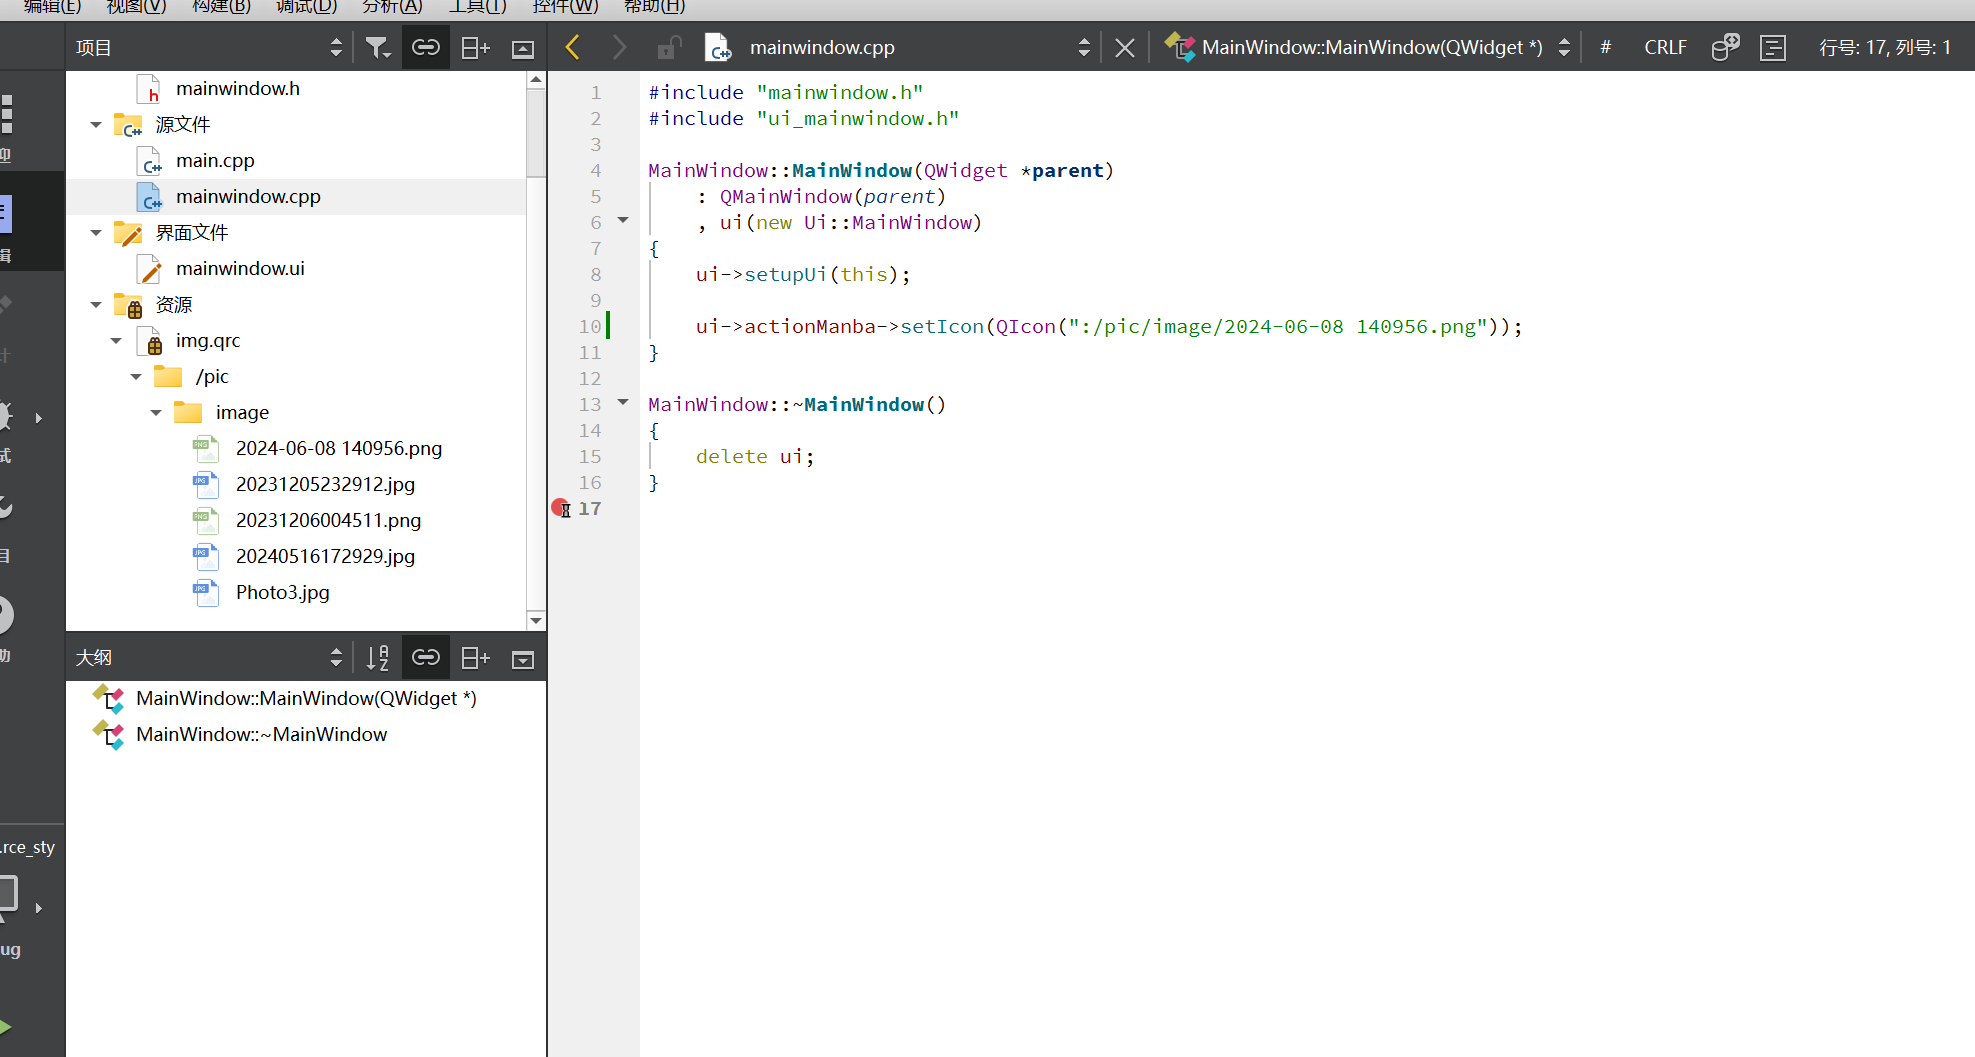 编辑(E) 视图(V) 构建(B) 调试(D) 分析(A) 工具(T) 控件(W) 帮助(H)
项目
mainwindow.cpp
MainWindow::MainWindow(QWidget *)
#
CRLF
行号: 17, 列号: 1
mainwindow.h
源文件
main.cpp
mainwindow.cpp
界面文件
mainwindow.ui
资源
img.qrc
/pic
image
2024-06-08 140956.png
20231205232912.jpg
20231206004511.png
20240516172929.jpg
Photo3.jpg
大纲
MainWindow::MainWindow(QWidget *)
MainWindow::~MainWindow
.rce_sty
ug
1 #include "mainwindow.h"
2 #include "ui_mainwindow.h"
3
4 MainWindow::MainWindow(QWidget *parent)
5 : QMainWindow(parent)
6 , ui(new Ui::MainWindow)
7 {
8 ui->setupUi(this);
9
10 ui->actionManba->setIcon(QIcon(":/pic/image/2024-06-08 140956.png"));
11 }
12
13 MainWindow::~MainWindow()
14 {
15 delete ui;
16 }
17